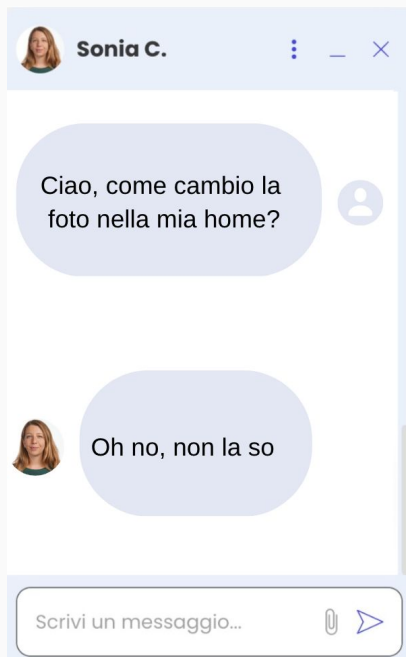 Sonia C.
Ciao, come cambio la
foto nella mia home?
Oh no, non la so
Scrivi un messaggio...